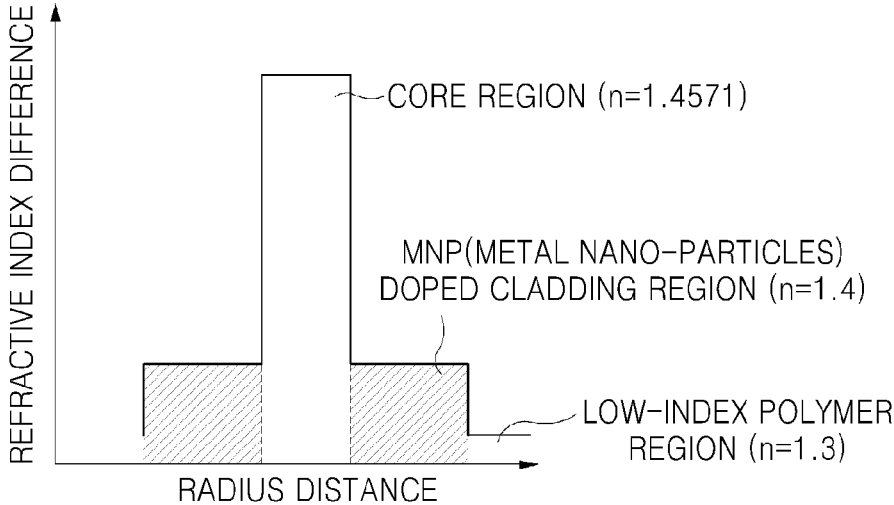 REFRACTIVE INDEX DIFFERENCE
CORE REGION (n=1.4571)
MNP(METAL NANO-PARTICLES)
DOPED CLADDING REGION (n=1.4)
LOW-INDEX POLYMER
REGION (n=1.3)
RADIUS DISTANCE